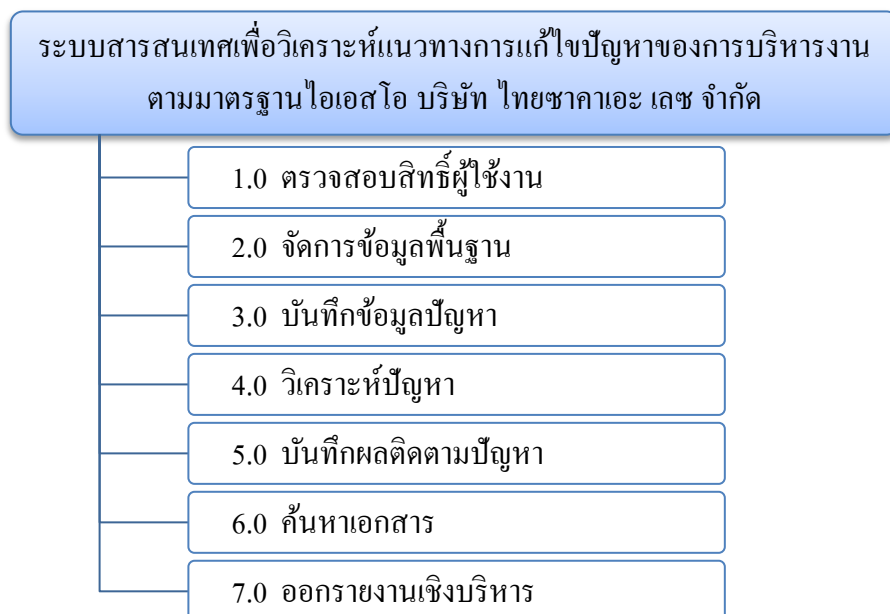 ระบบสารสนเทศเพื่อวิเคราะห์แนวทางการแก้ไขปัญหาของการบริหารงาน
ตามมาตรฐานไอเอสโอ บริษัท ไทยซาคาเอะ เลซ จำกัด
1.0 ตรวจสอบสิทธิ์ผู้ใช้งาน
2.0 จัดการข้อมูลพื้นฐาน
3.0 บันทึกข้อมูลปัญหา
4.0 วิเคราะห์ปัญหา
5.0 บันทึกผลติดตามปัญหา
6.0 ค้นหาเอกสาร
7.0 ออกรายงานเชิงบริหาร